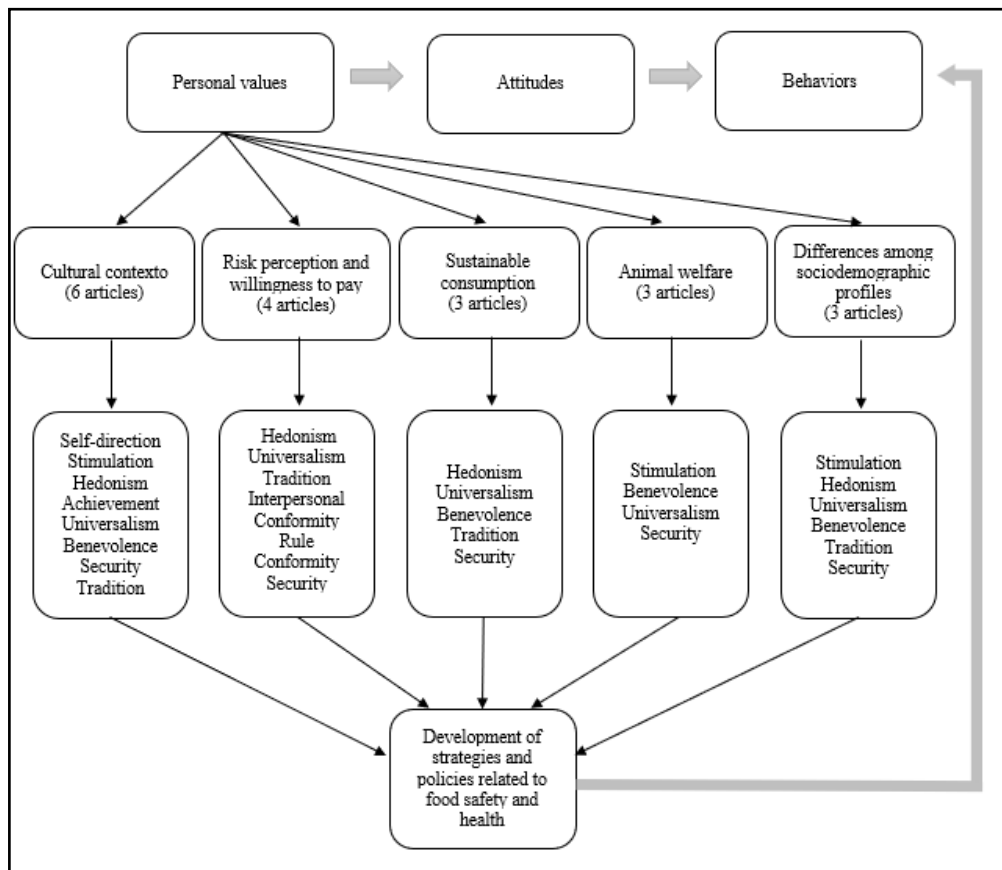 Personal values
Attitudes
Behaviors
Cultural contexto
(6 articles)
Risk perception and
willingness to pay
(4 articles)
Sustainable
consumption
(3 articles)
Animal welfare
(3 articles)
Differences among
sociodemographic
profiles
(3 articles)
Self-direction
Stimulation
Hedonism
Achievement
Universalism
Benevolence
Security
Tradition
Hedonism
Universalism
Tradition
Interpersonal
Conformity
Rule
Conformity
Security
Hedonism
Universalism
Benevolence
Tradition
Security
Stimulation
Benevolence
Universalism
Security
Stimulation
Hedonism
Universalism
Benevolence
Tradition
Security
Development of
strategies and
policies related to
food safety and
health